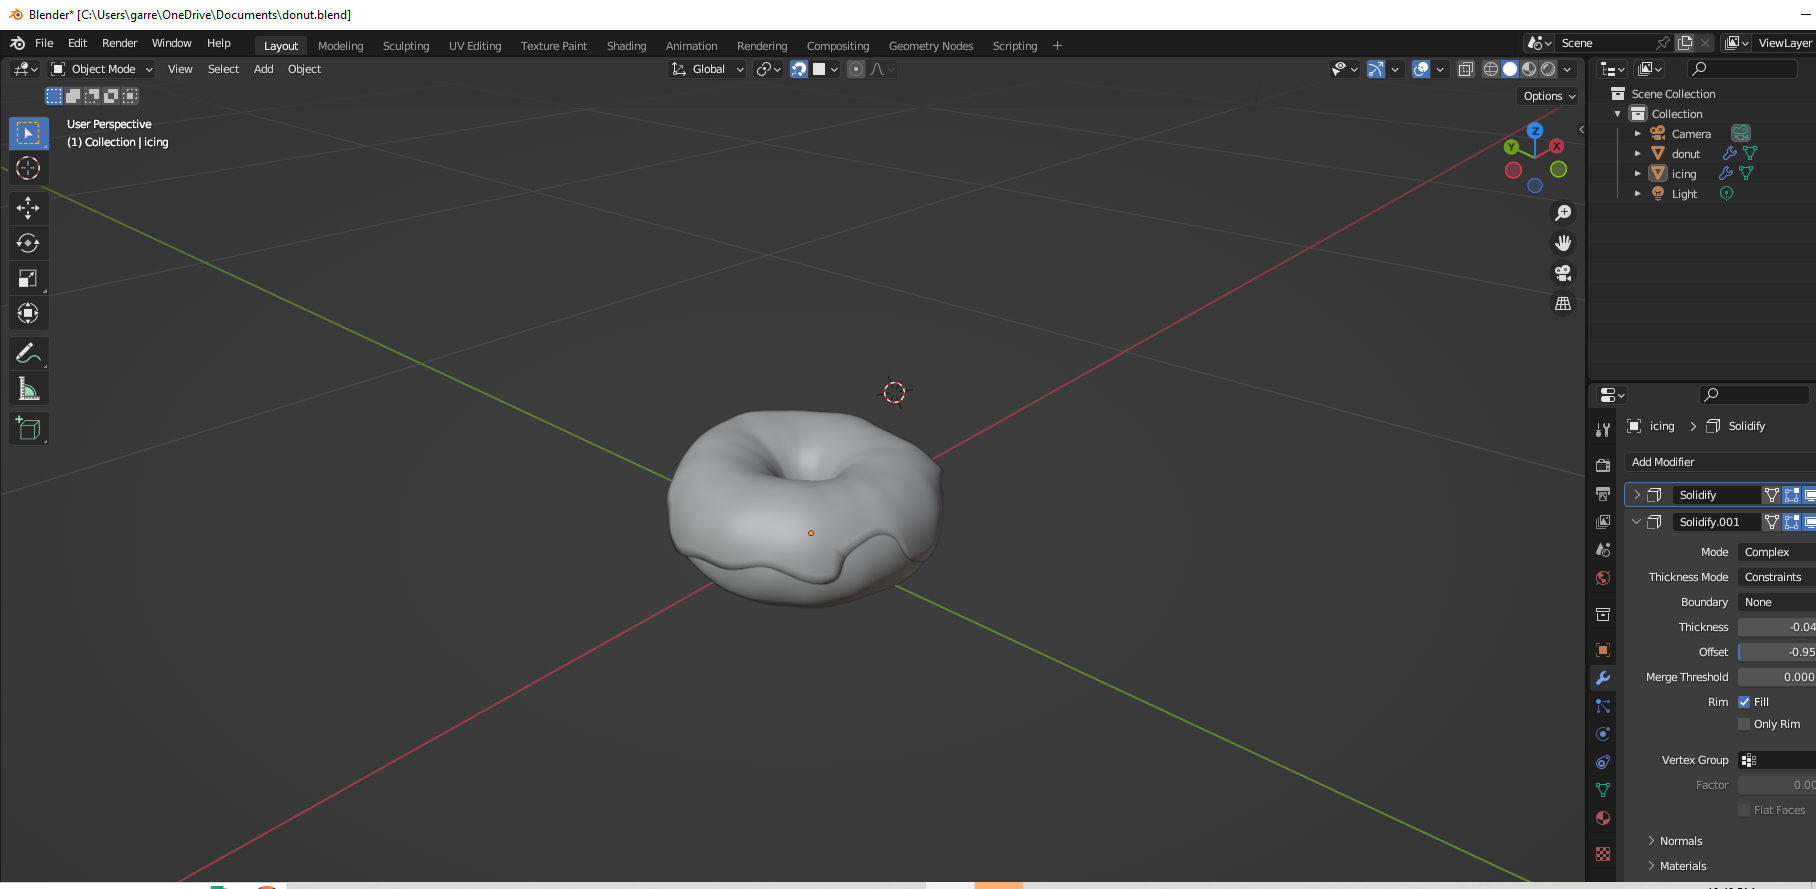 Blender* [C:\Users\garre\OneDrive\Documents\donut.blend]
File Edit Render Window Help Layout Modeling Sculpting UV Editing Texture Paint Shading Animation Rendering Compositing Geometry Nodes Scripting + Scene ViewLayer
Object Mode View Select Add Object Global
Options
User Perspective
(1) Collection | icing
Z
Y
X
Scene Collection
Collection
Camera
donut
icing
Light
icing > Solidify
Add Modifier
Solidify
Solidify.001
Mode Complex
Thickness Mode Constraints
Boundary None
Thickness -0.04
Offset -0.95
Merge Threshold 0.000
Rim Fill
Only Rim
Vertex Group
Factor 0.00
Flat Faces
Normals
Materials